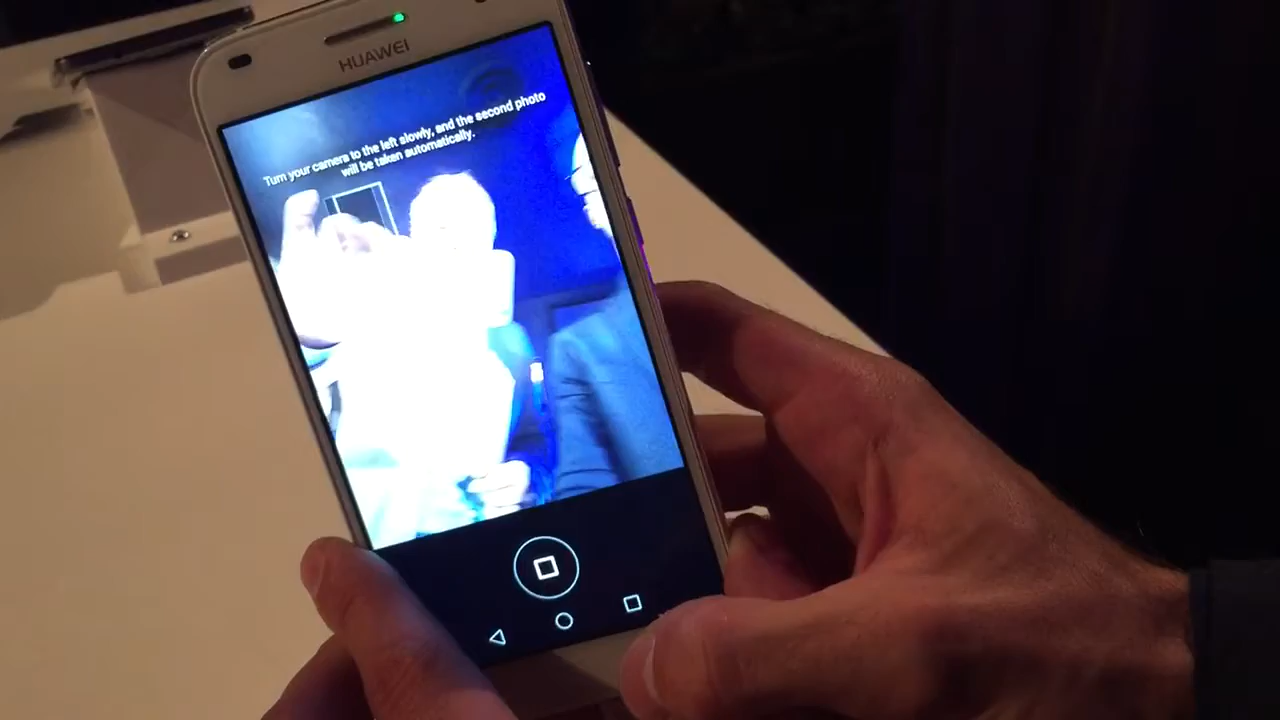 HUAWEI
Turn your camera to the left slowly, and the second photo
will be taken automatically.